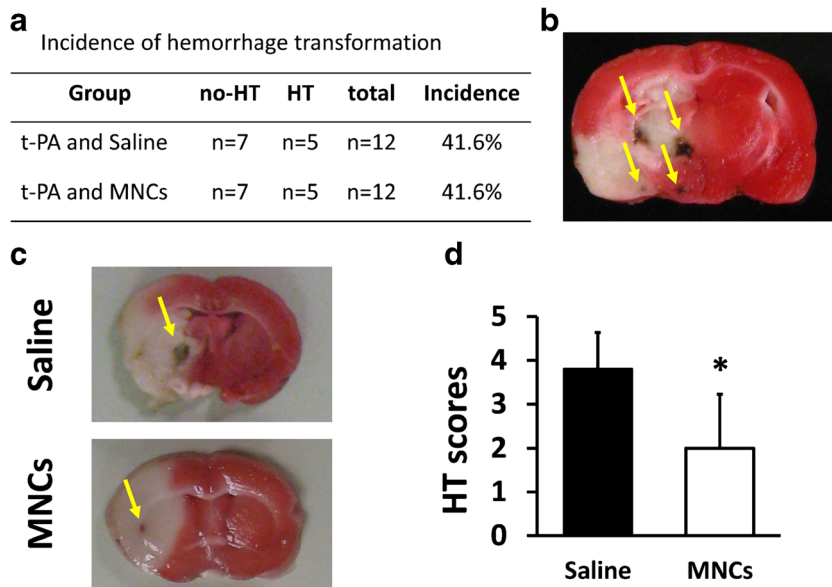 a
Incidence of hemorrhage transformation
Group no-HT HT total Incidence
t-PA and Saline n=7 n=5 n=12 41.6%
t-PA and MNCs n=7 n=5 n=12 41.6%
b
c
Saline
MNCs
d
HT scores
5
4
3
2
1
0
*
Saline MNCs